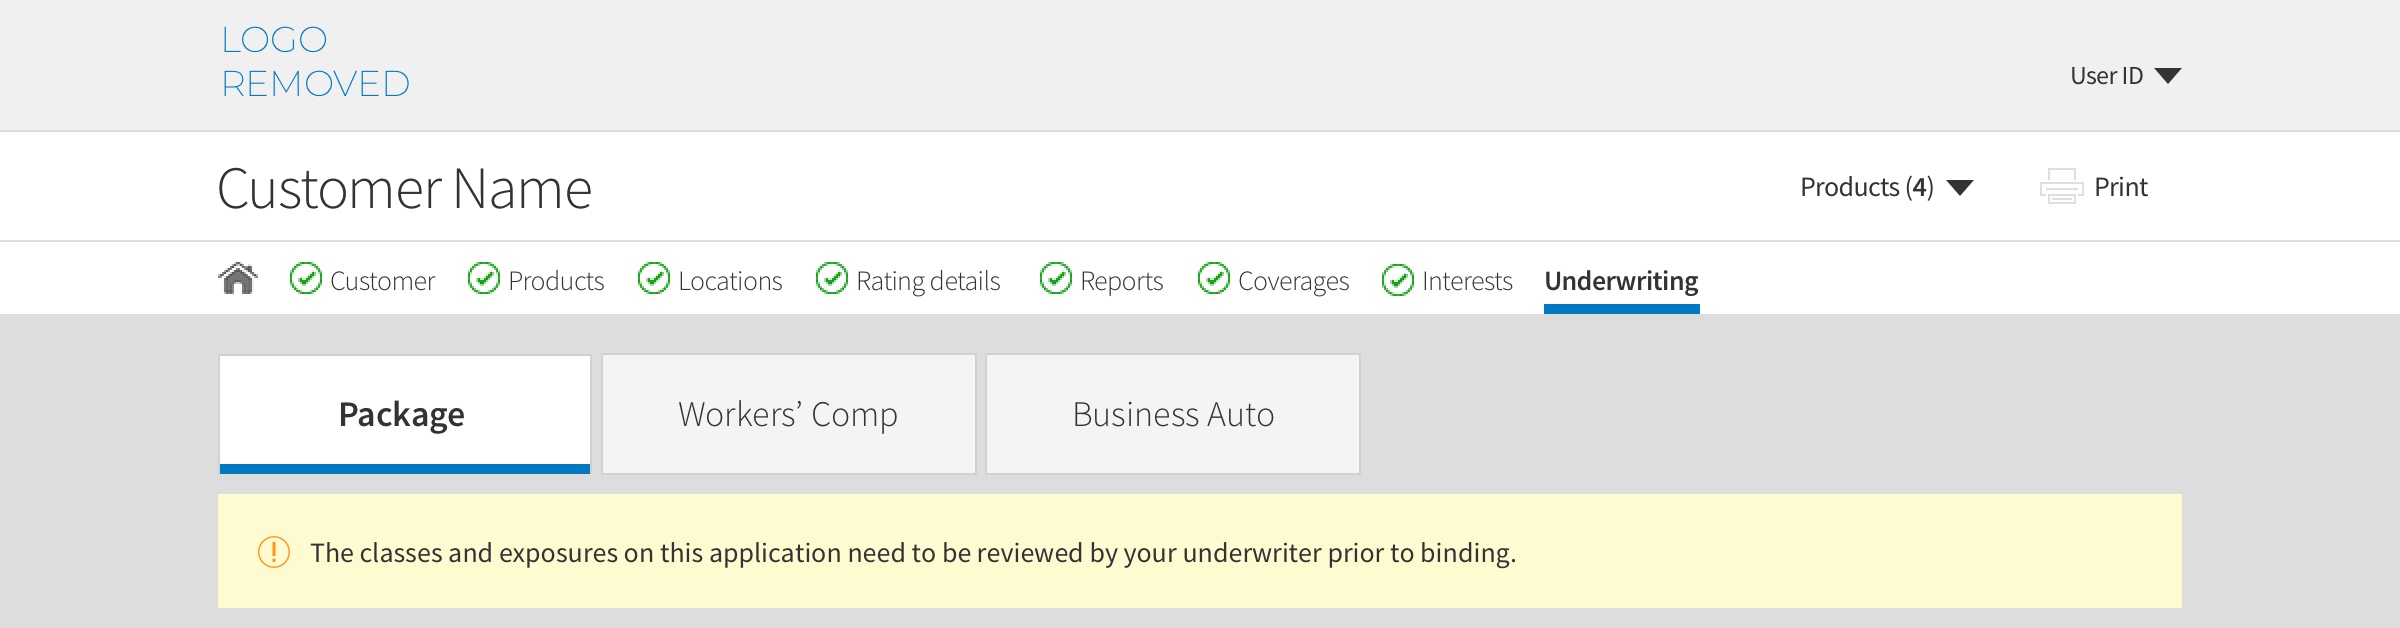 LOGO
REMOVED
User ID
Customer Name
Products (4)
Print
Customer
Products
Locations
Rating details
Reports
Coverages
Interests
Underwriting
Package
Workers’ Comp
Business Auto
The classes and exposures on this application need to be reviewed by your underwriter prior to binding.